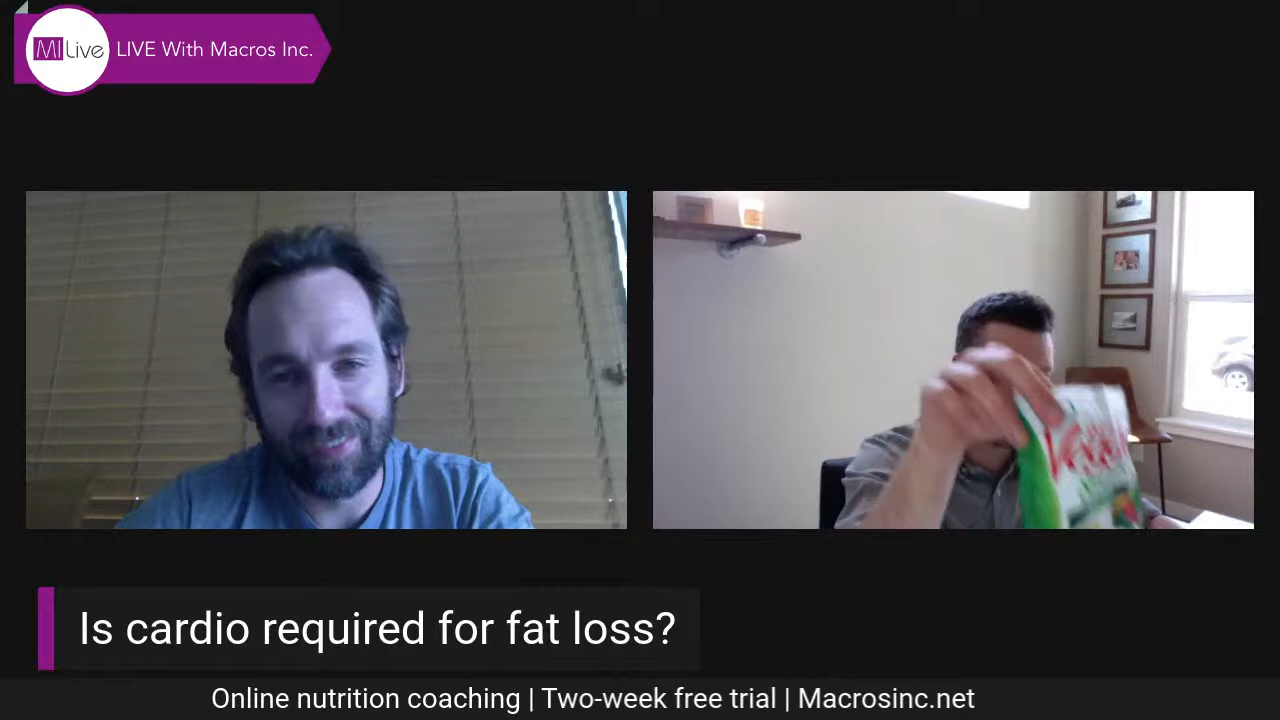 MI Live
LIVE With Macros Inc.
Is cardio required for fat loss?
Online nutrition coaching | Two-week free trial | Macrosinc.net